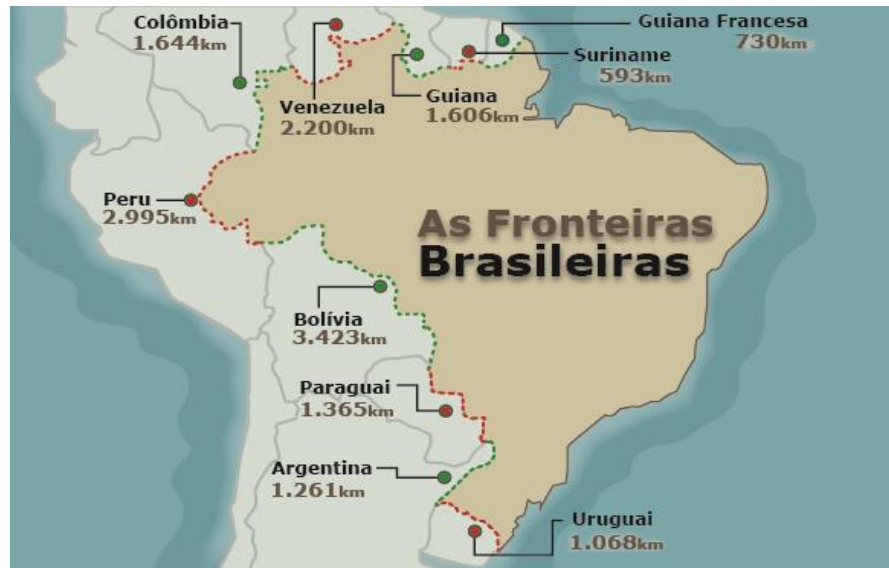 Colômbia
1.644km
Guiana Francesa
730km
Suriname
593km
Venezuela
2.200km
Guiana
1.606km
Peru
2.995km
As Fronteiras
Brasileiras
Bolívia
3.423km
Paraguai
1.365km
Argentina
1.261km
Uruguai
1.068km